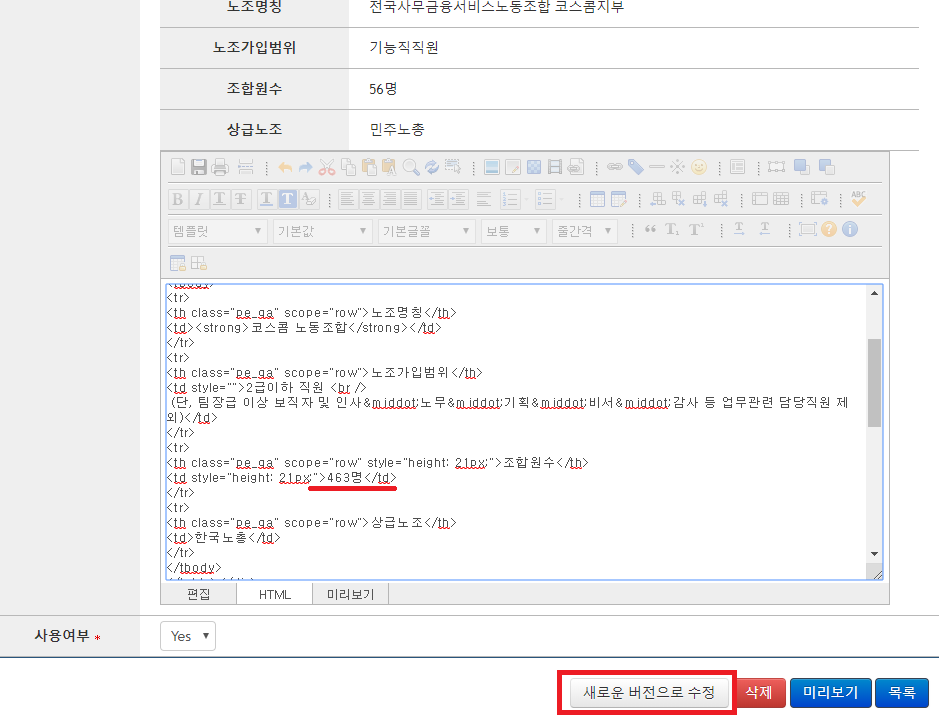 노조명칭 전국사무금융서비스노동조합 코스콤지부
노조가입범위 기능직직원
조합원수 56명
상급노조 민주노총
템플릿 기본값 기본글꼴 보통 줄간격
<tbody>
<tr>
<th class="pe_ga" scope="row">노조명칭</th>
<td><strong>코스콤 노동조합</strong></td>
</tr>
<tr>
<th class="pe_ga" scope="row">노조가입범위</th>
<td style="">2급이하 직원 <br />
(단, 팀장급 이상 보직자 및 인사&middot;노무&middot;기획&middot;비서&middot;감사 등 업무관련 담당직원 제
외)</td>
</tr>
<tr>
<th class="pe_ga" scope="row" style="height: 21px;">조합원수</th>
<td style="height: 21px;">463명</td>
</tr>
<tr>
<th class="pe_ga" scope="row">상급노조</th>
<td>한국노총</td>
</tr>
</tbody>
편집 HTML 미리보기
사용여부 * Yes
새로운 버전으로 수정 삭제 미리보기 목록